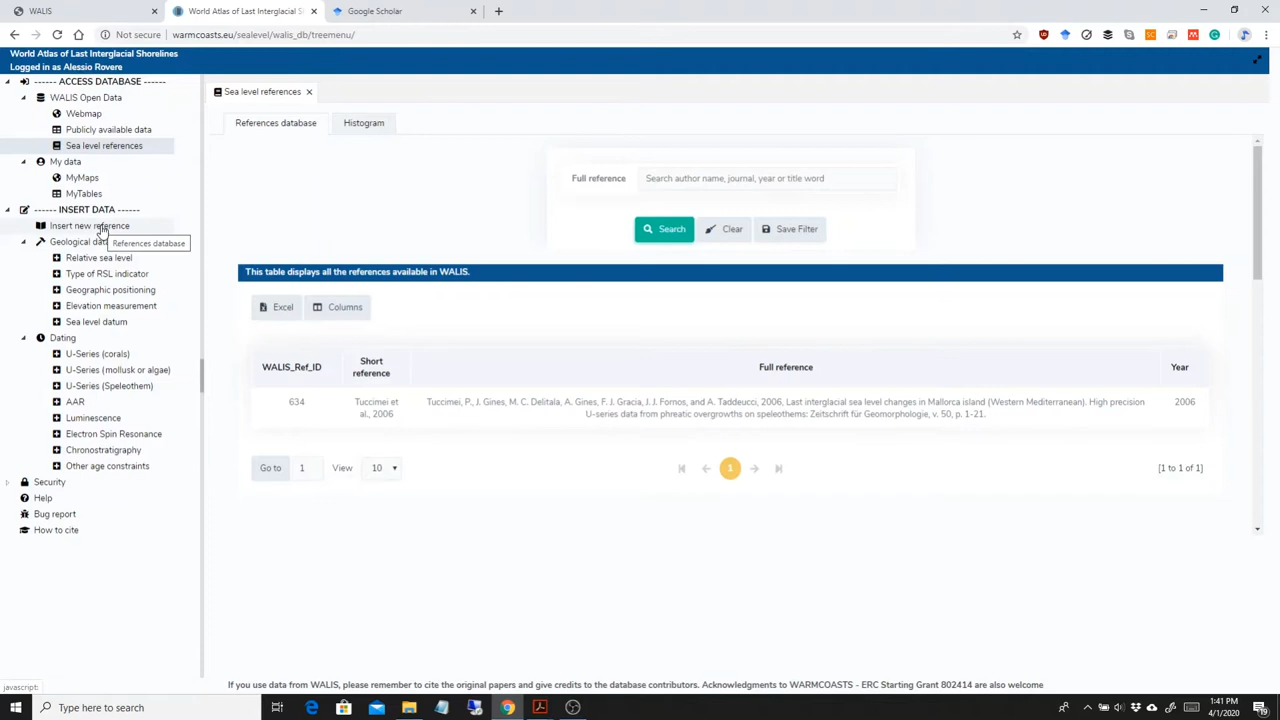 WALIS
World Atlas of Last Interglacial S
Google Scholar
Not secure
warmcoasts.eu/sealevel/walis_db/treemenu/
World Atlas of Last Interglacial Shorelines
Logged in as Alessio Rovere
------ ACCESS DATABASE ------
WALIS Open Data
Webmap
Publicly available data
Sea level references
My data
MyMaps
MyTables
------ INSERT DATA ------
Insert new reference
Geological dat
References database
Relative sea level
Type of RSL indicator
Geographic positioning
Elevation measurement
Sea level datum
Dating
U-Series (corals)
U-Series (mollusk or algae)
U-Series (Speleothem)
AAR
Luminescence
Electron Spin Resonance
Chronostratigraphy
Other age constraints
Security
Help
Bug report
How to cite
Sea level references
References database
Histogram
Full reference
Search author name, journal, year or title word
Search
Clear
Save Filter
This table displays all the references available in WALIS.
Excel
Columns
WALIS_Ref_ID
Short reference
Full reference
Year
634
Tuccimei et al., 2006
Tuccimei, P., J. Gines, M. C. Delitala, A. Gines, F. J. Gracia, J. J. Fornos, and A. Taddeucci, 2006, Last interglacial sea level changes in Mallorca island (Western Mediterranean). High precision
U-series data from phreatic overgrowths on speleothems: Zeitschrift für Geomorphologie, v. 50, p. 1–21.
2006
Go to
1
View
10
1
[1 to 1 of 1]
If you use data from WALIS, please remember to cite the original papers and give credits to the database contributors. Acknowledgments to WARMCOASTS - ERC Starting Grant 802414 are also welcome
javascript:
Type here to search
1:41 PM
4/1/2020
19